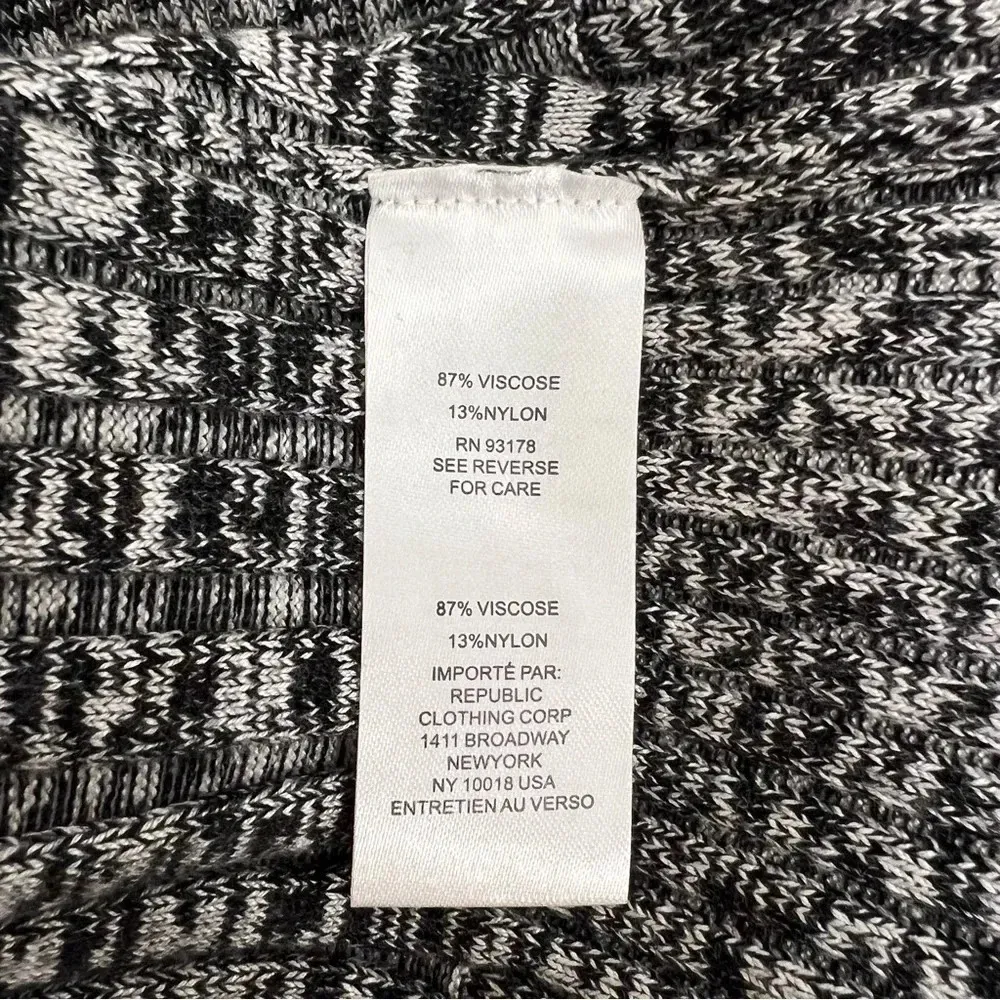 87% VISCOSE
13%NYLON
RN 93178
SEE REVERSE
FOR CARE
87% VISCOSE
13%NYLON
IMPORTÉ PAR:
REPUBLIC
CLOTHING CORP
1411 BROADWAY
NEWYORK
NY 10018 USA
ENTRETIEN AU VERSO